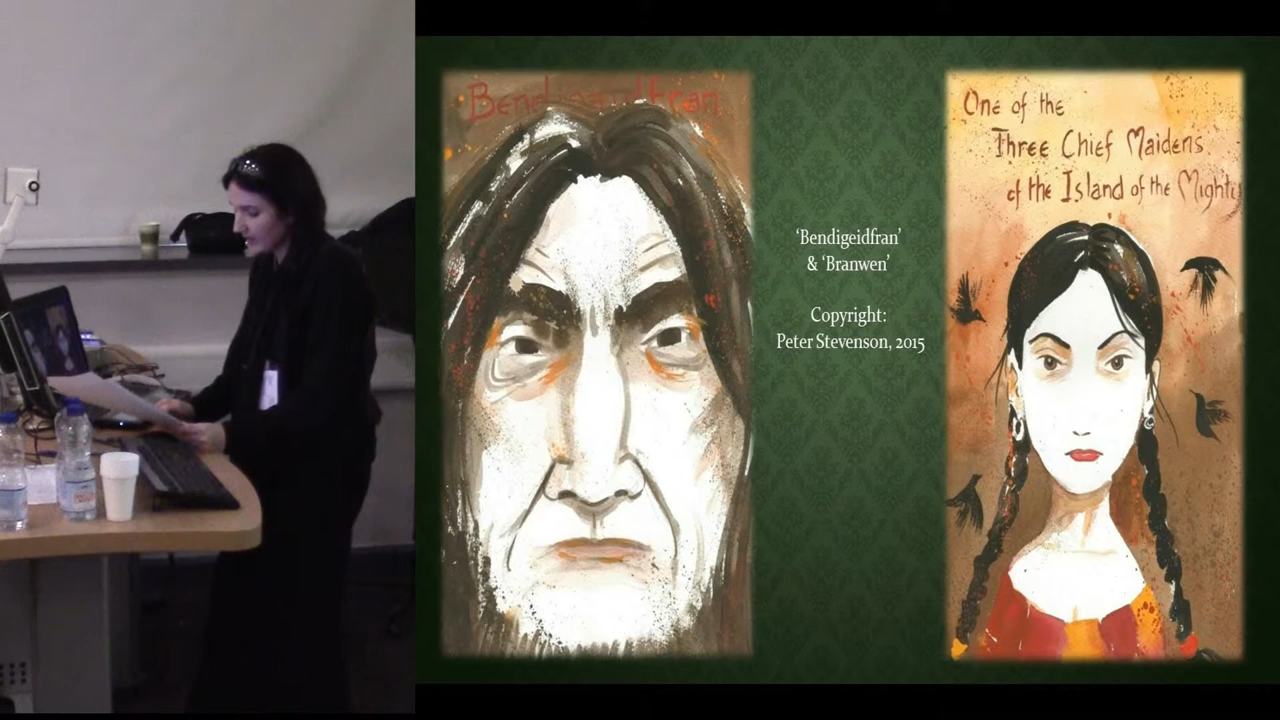 Bendigeidfran
‘Bendigeidfran’
& ‘Branwen’
Copyright:
Peter Stevenson, 2015
One of the
Three Chief Maidens
of the Island of the Mighty